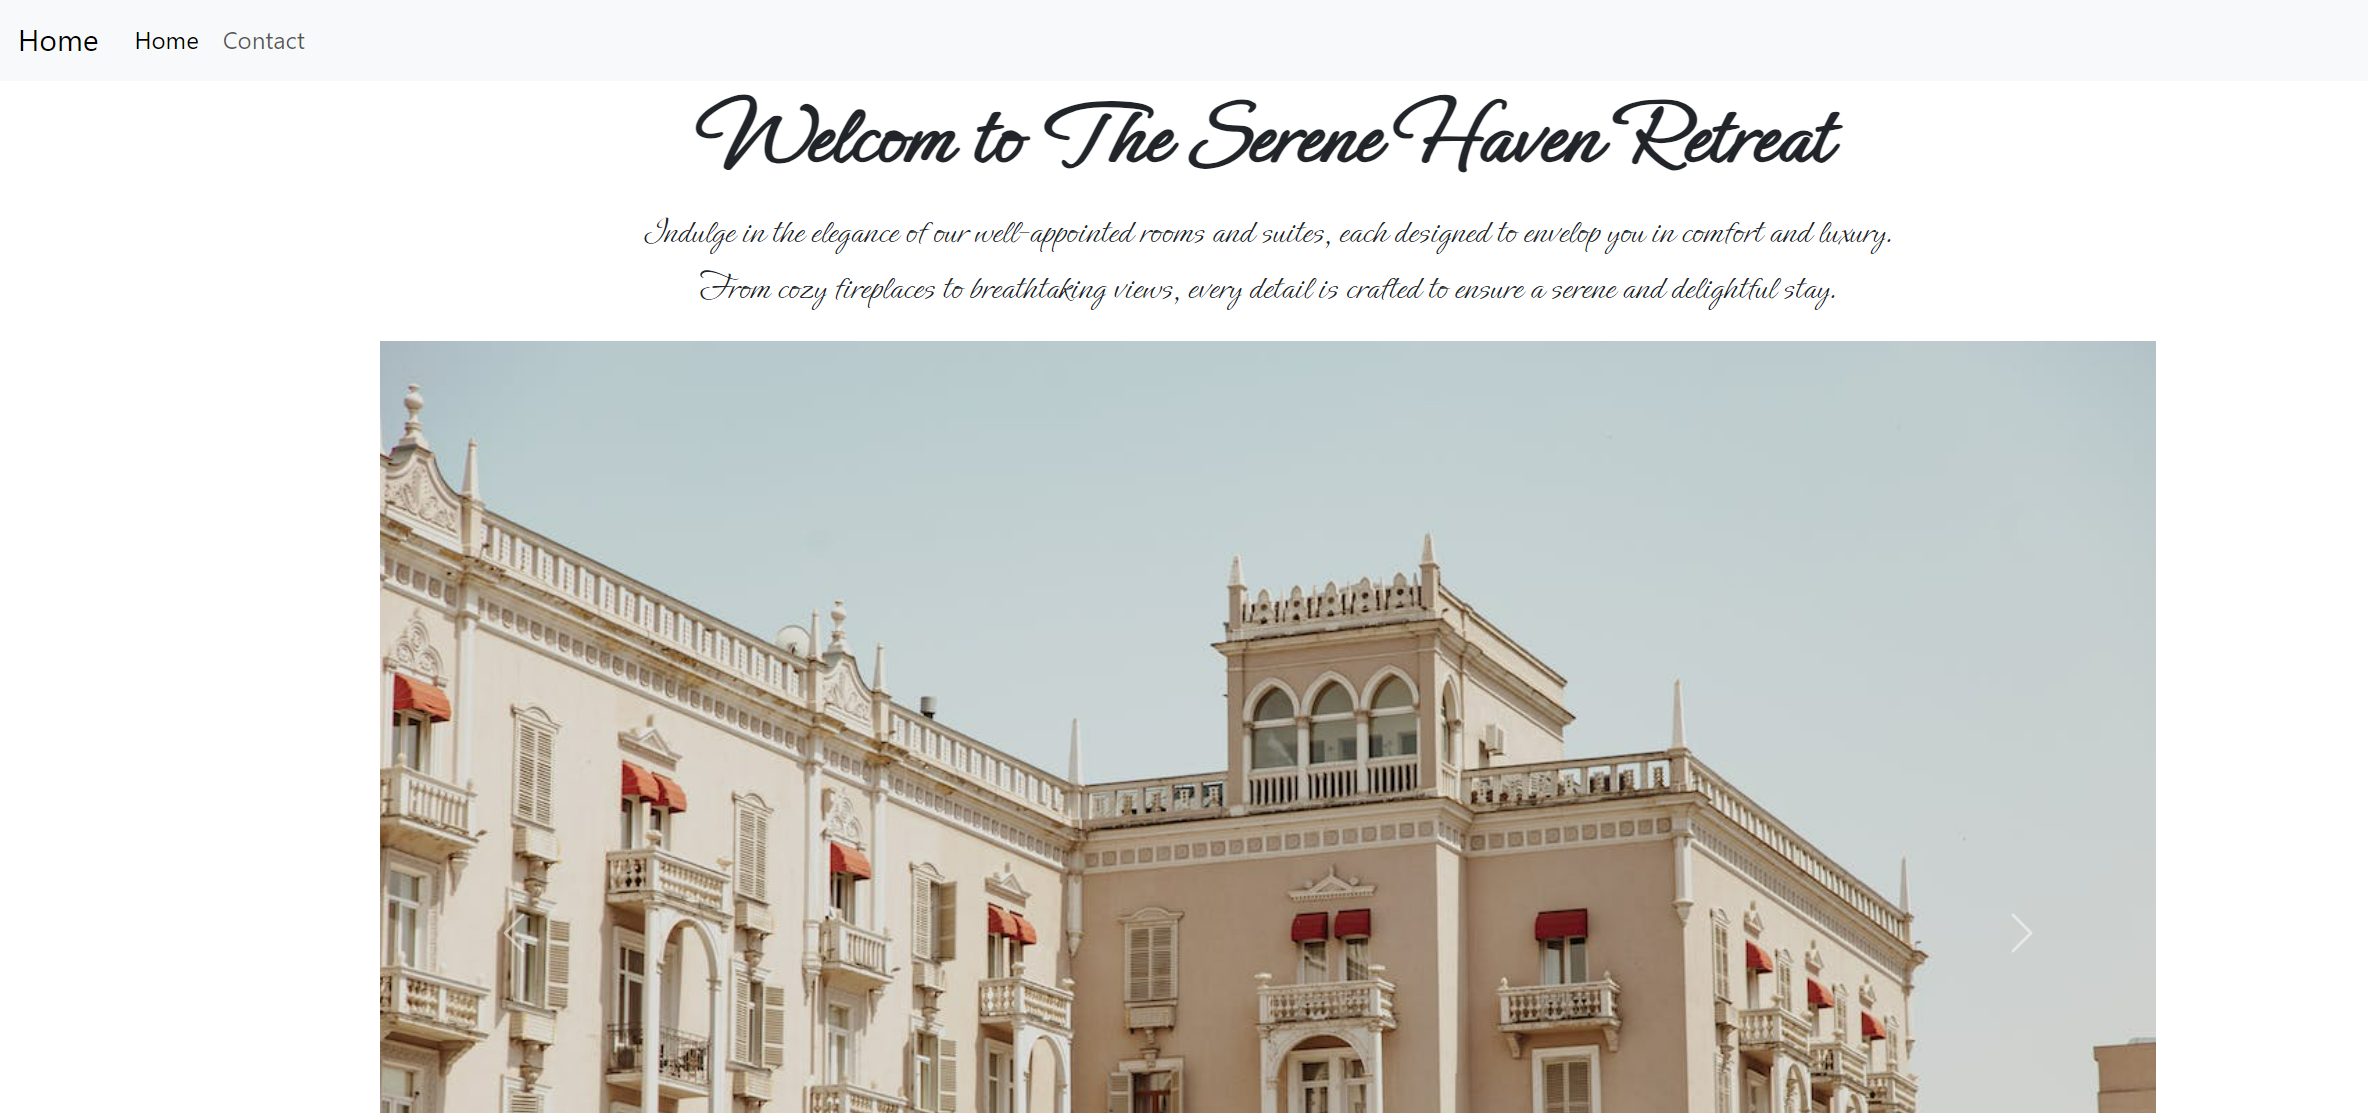 Home Home Contact
Welcom to The Serene Haven Retreat
Indulge in the elegance of our well-appointed rooms and suites, each designed to envelop you in comfort and luxury.
From cozy fireplaces to breathtaking views, every detail is crafted to ensure a serene and delightful stay.